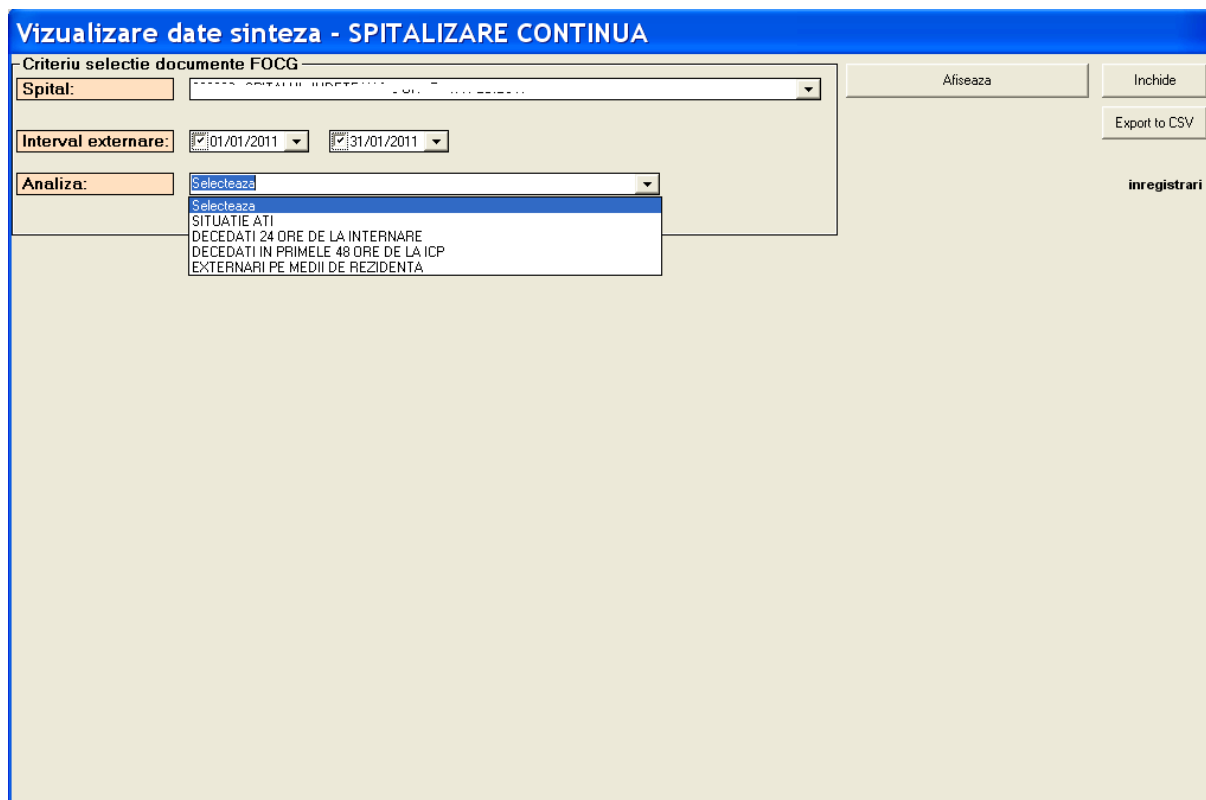 Vizualizare date sinteza - SPITALIZARE CONTINUA
Criteriu selectie documente FOCG
Spital:
Afiseaza
Inchide
Export to CSV
Interval externare: 01/01/2011 31/01/2011
Analiza: Selecteaza
inregistrari
Selecteaza
SITUATIE ATI
DECEDATI 24 ORE DE LA INTERNARE
DECEDATI IN PRIMELE 48 ORE DE LA ICP
EXTERNARI PE MEDII DE REZIDENTA